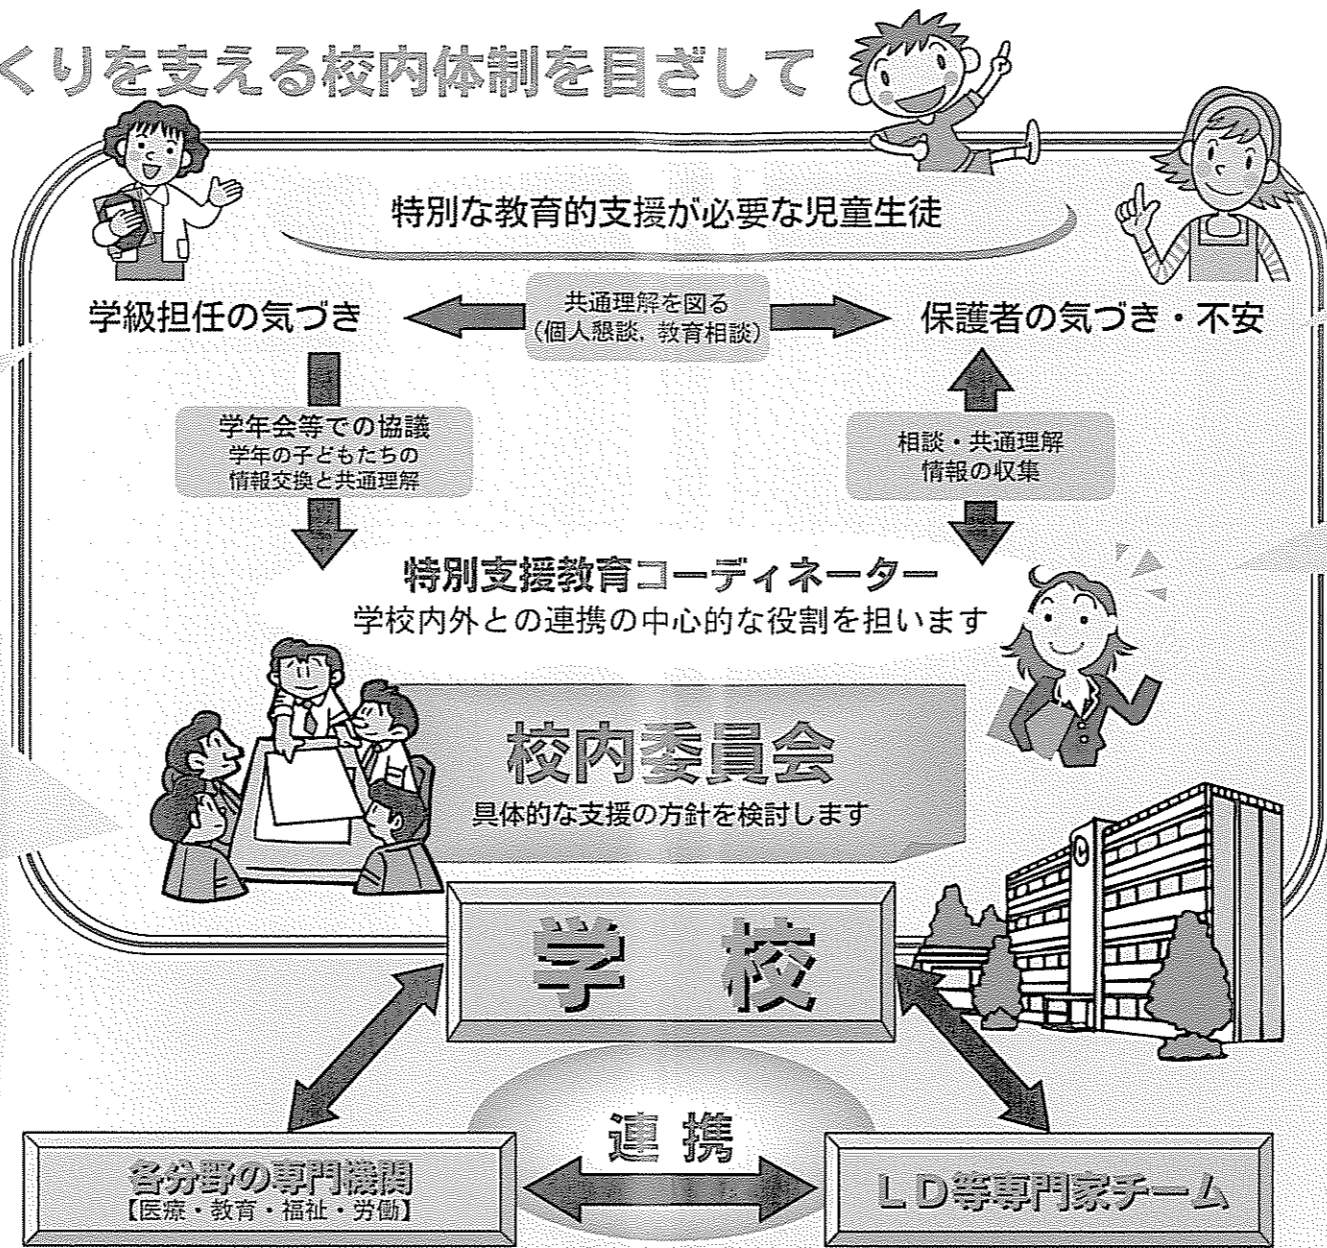 くりを支える校内体制を目ざして
特別な教育的支援が必要な児童生徒
学級担任の気づき
共通理解を図る
（個人懇談，教育相談）
保護者の気づき・不安
学年会等での協議
学年の子どもたちの
情報交換と共通理解
相談・共通理解
情報の収集
特別支援教育コーディネーター
学校内外との連携の中心的な役割を担います
校内委員会
具体的な支援の方針を検討します
学　校
連 携
各分野の専門機関
【医療・教育・福祉・労働】
ＬＤ等専門家チーム